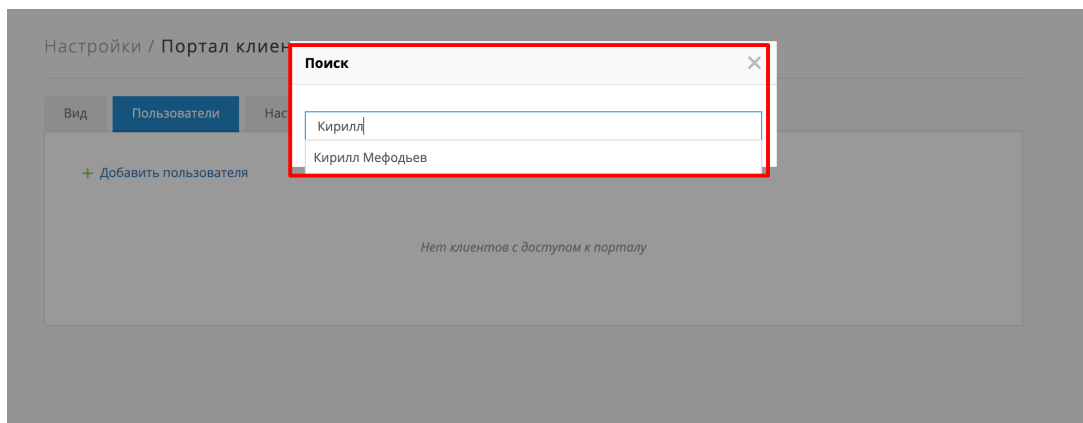 Настройки / Портал клиен
Поиск
Вид
Пользователи
Нас
Кирилл
Кирилл Мефодьев
+ Добавить пользователя
Нет клиентов с доступом к порталу